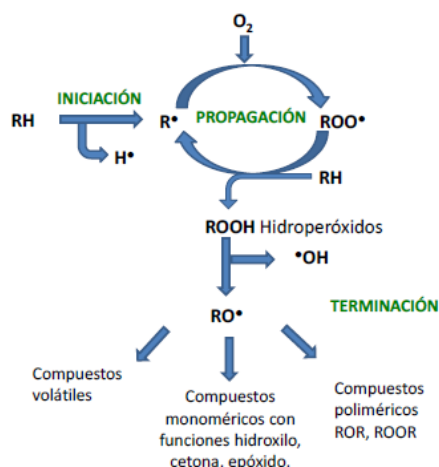 O₂
INICIACIÓN
RH
R•
PROPAGACIÓN
ROO•
H•
RH
ROOH Hidroperóxidos
•OH
TERMINACIÓN
RO•
Compuestos
volátiles
Compuestos
monoméricos con
funciones hidroxilo,
cetona, epóxido.
Compuestos
poliméricos
ROR, ROOR